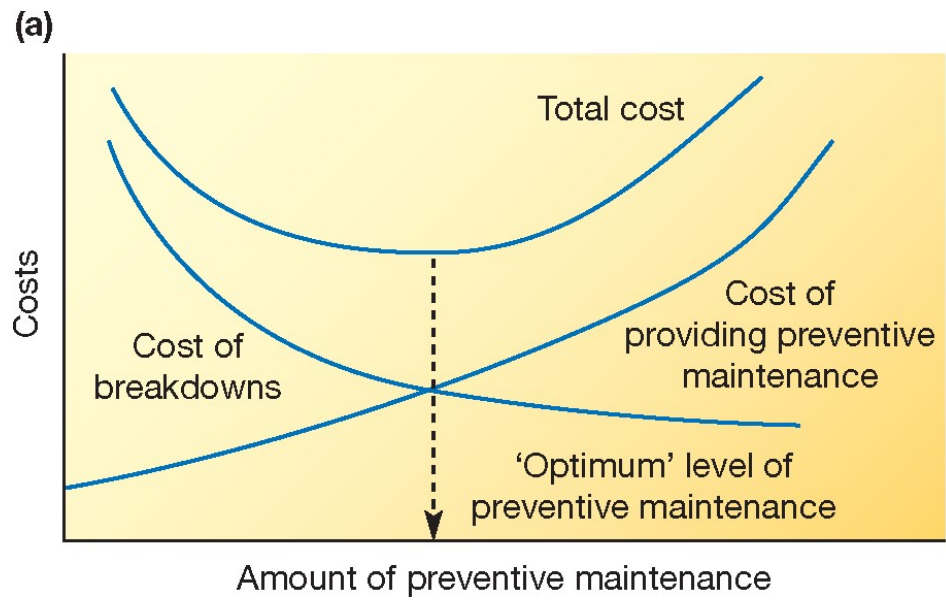 (a)
Total cost
Costs
Cost of
breakdowns
Cost of
providing preventive
maintenance
‘Optimum’ level of
preventive maintenance
Amount of preventive maintenance